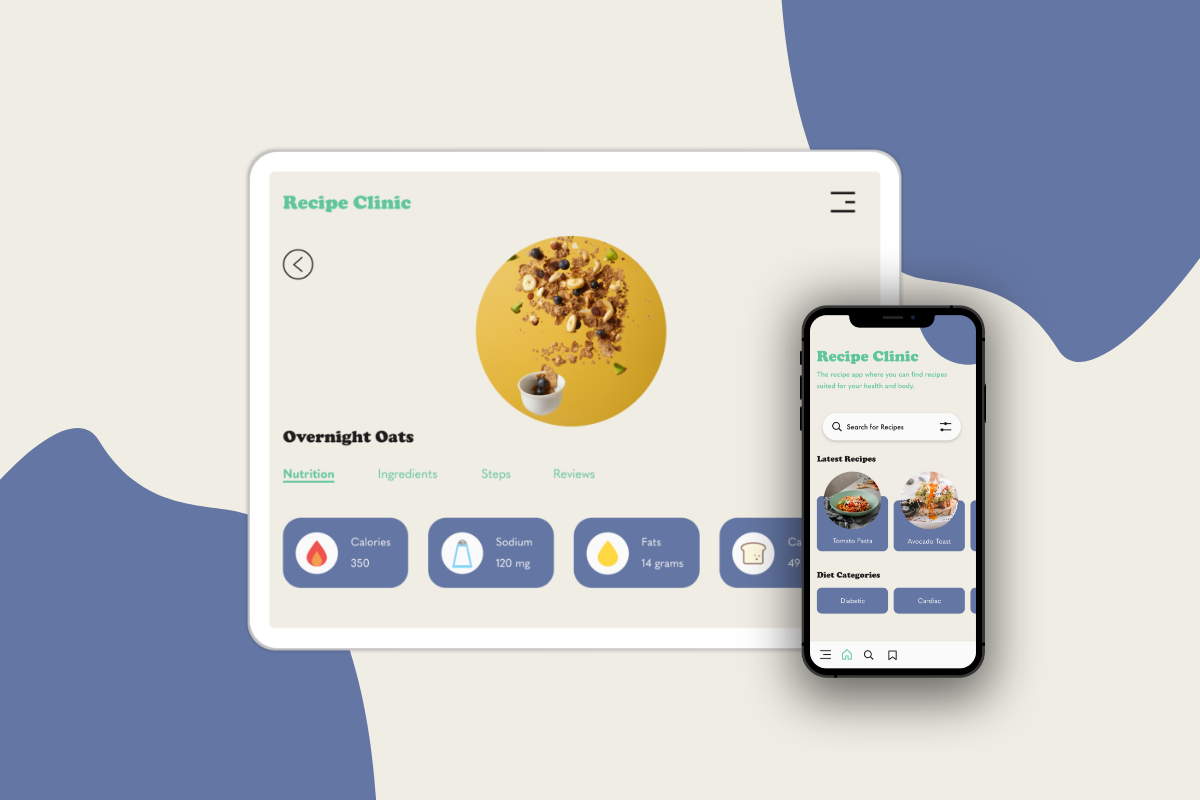 Recipe Clinic
Overnight Oats
Nutrition Ingredients Steps Reviews
Calories
350
Sodium
120 mg
Fats
14 grams
Ca
49
Recipe Clinic
The recipe app where you can find recipes
suited for your health and body.
Search for Recipes
Latest Recipes
Tomato Pasta
Avocado Toast
Diet Categories
Diabetic
Cardiac